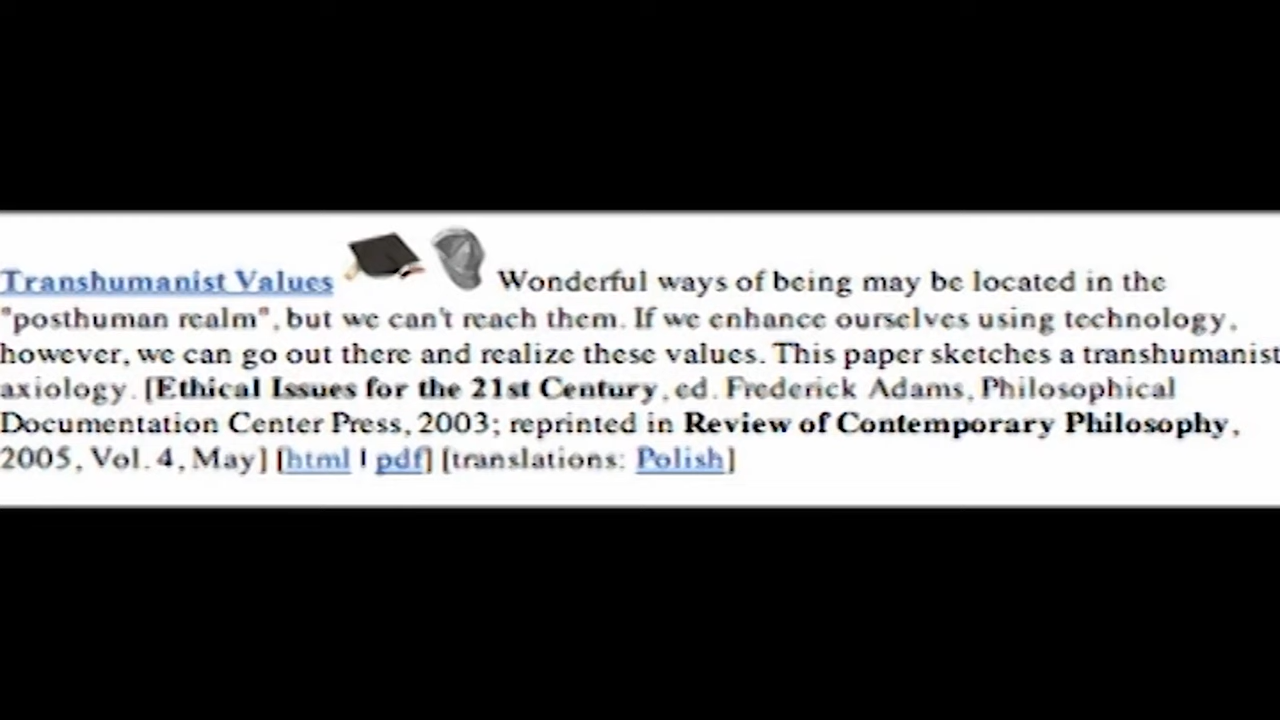 Transhumanist Values Wonderful ways of being may be located in the
"posthuman realm", but we can't reach them. If we enhance ourselves using technology,
however, we can go out there and realize these values. This paper sketches a transhumanist
axiology. [Ethical Issues for the 21st Century, ed. Frederick Adams, Philosophical
Documentation Center Press, 2003; reprinted in Review of Contemporary Philosophy,
2005, Vol. 4, May] [html | pdf] [translations: Polish]